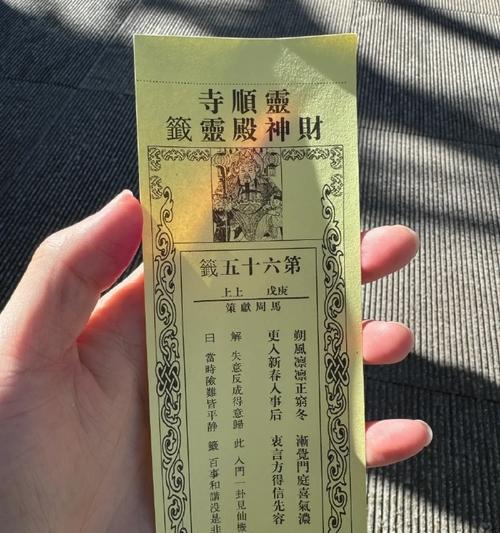 靈順寺
財神殿靈籤
第六十五籤
庚戊 上上
馬周獻策
朔風凛凛正窮冬 漸覺門庭喜氣濃
更入新春人事后 衷言方得信先容
解 失意反成得意歸 此 入門一卦見仙機
曰 當時險難皆平静 籤 百事和諧没是非